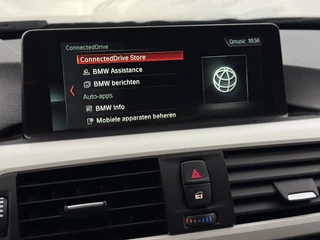 ConnectedDrive
Qmusic 10:56
ConnectedDrive Store
BMW Assistance
BMW berichten
Auto-apps
BMW Info
Mobiele apparaten beheren